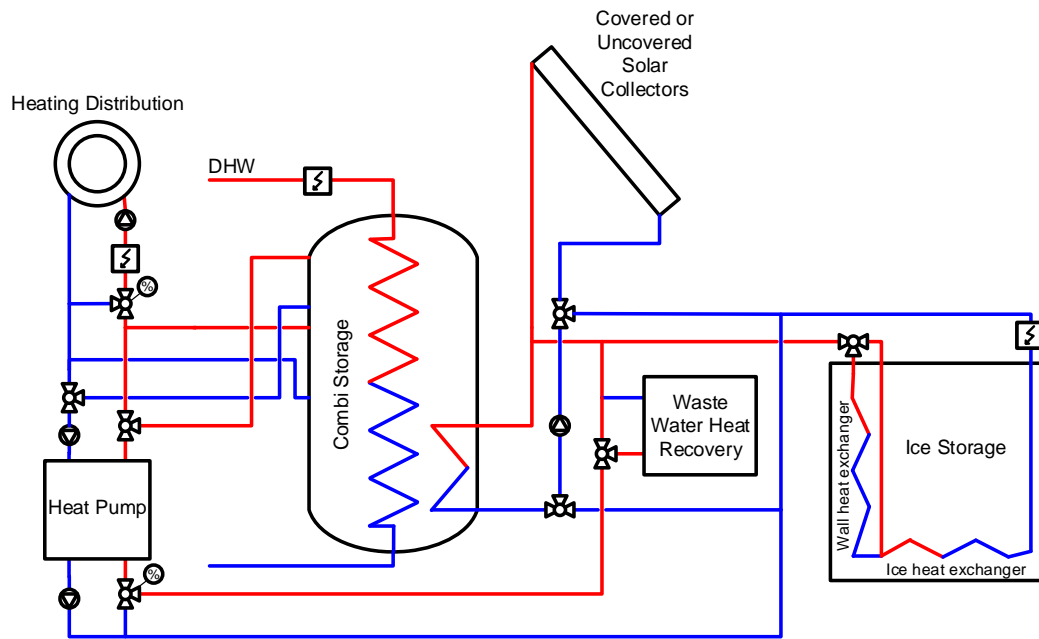 Covered or
Uncovered
Solar
Collectors
Heating Distribution
DHW
%
Combi Storage
Waste
Water Heat
Recovery
Wall heat exchanger
Ice Storage
Heat Pump
Ice heat exchanger
%